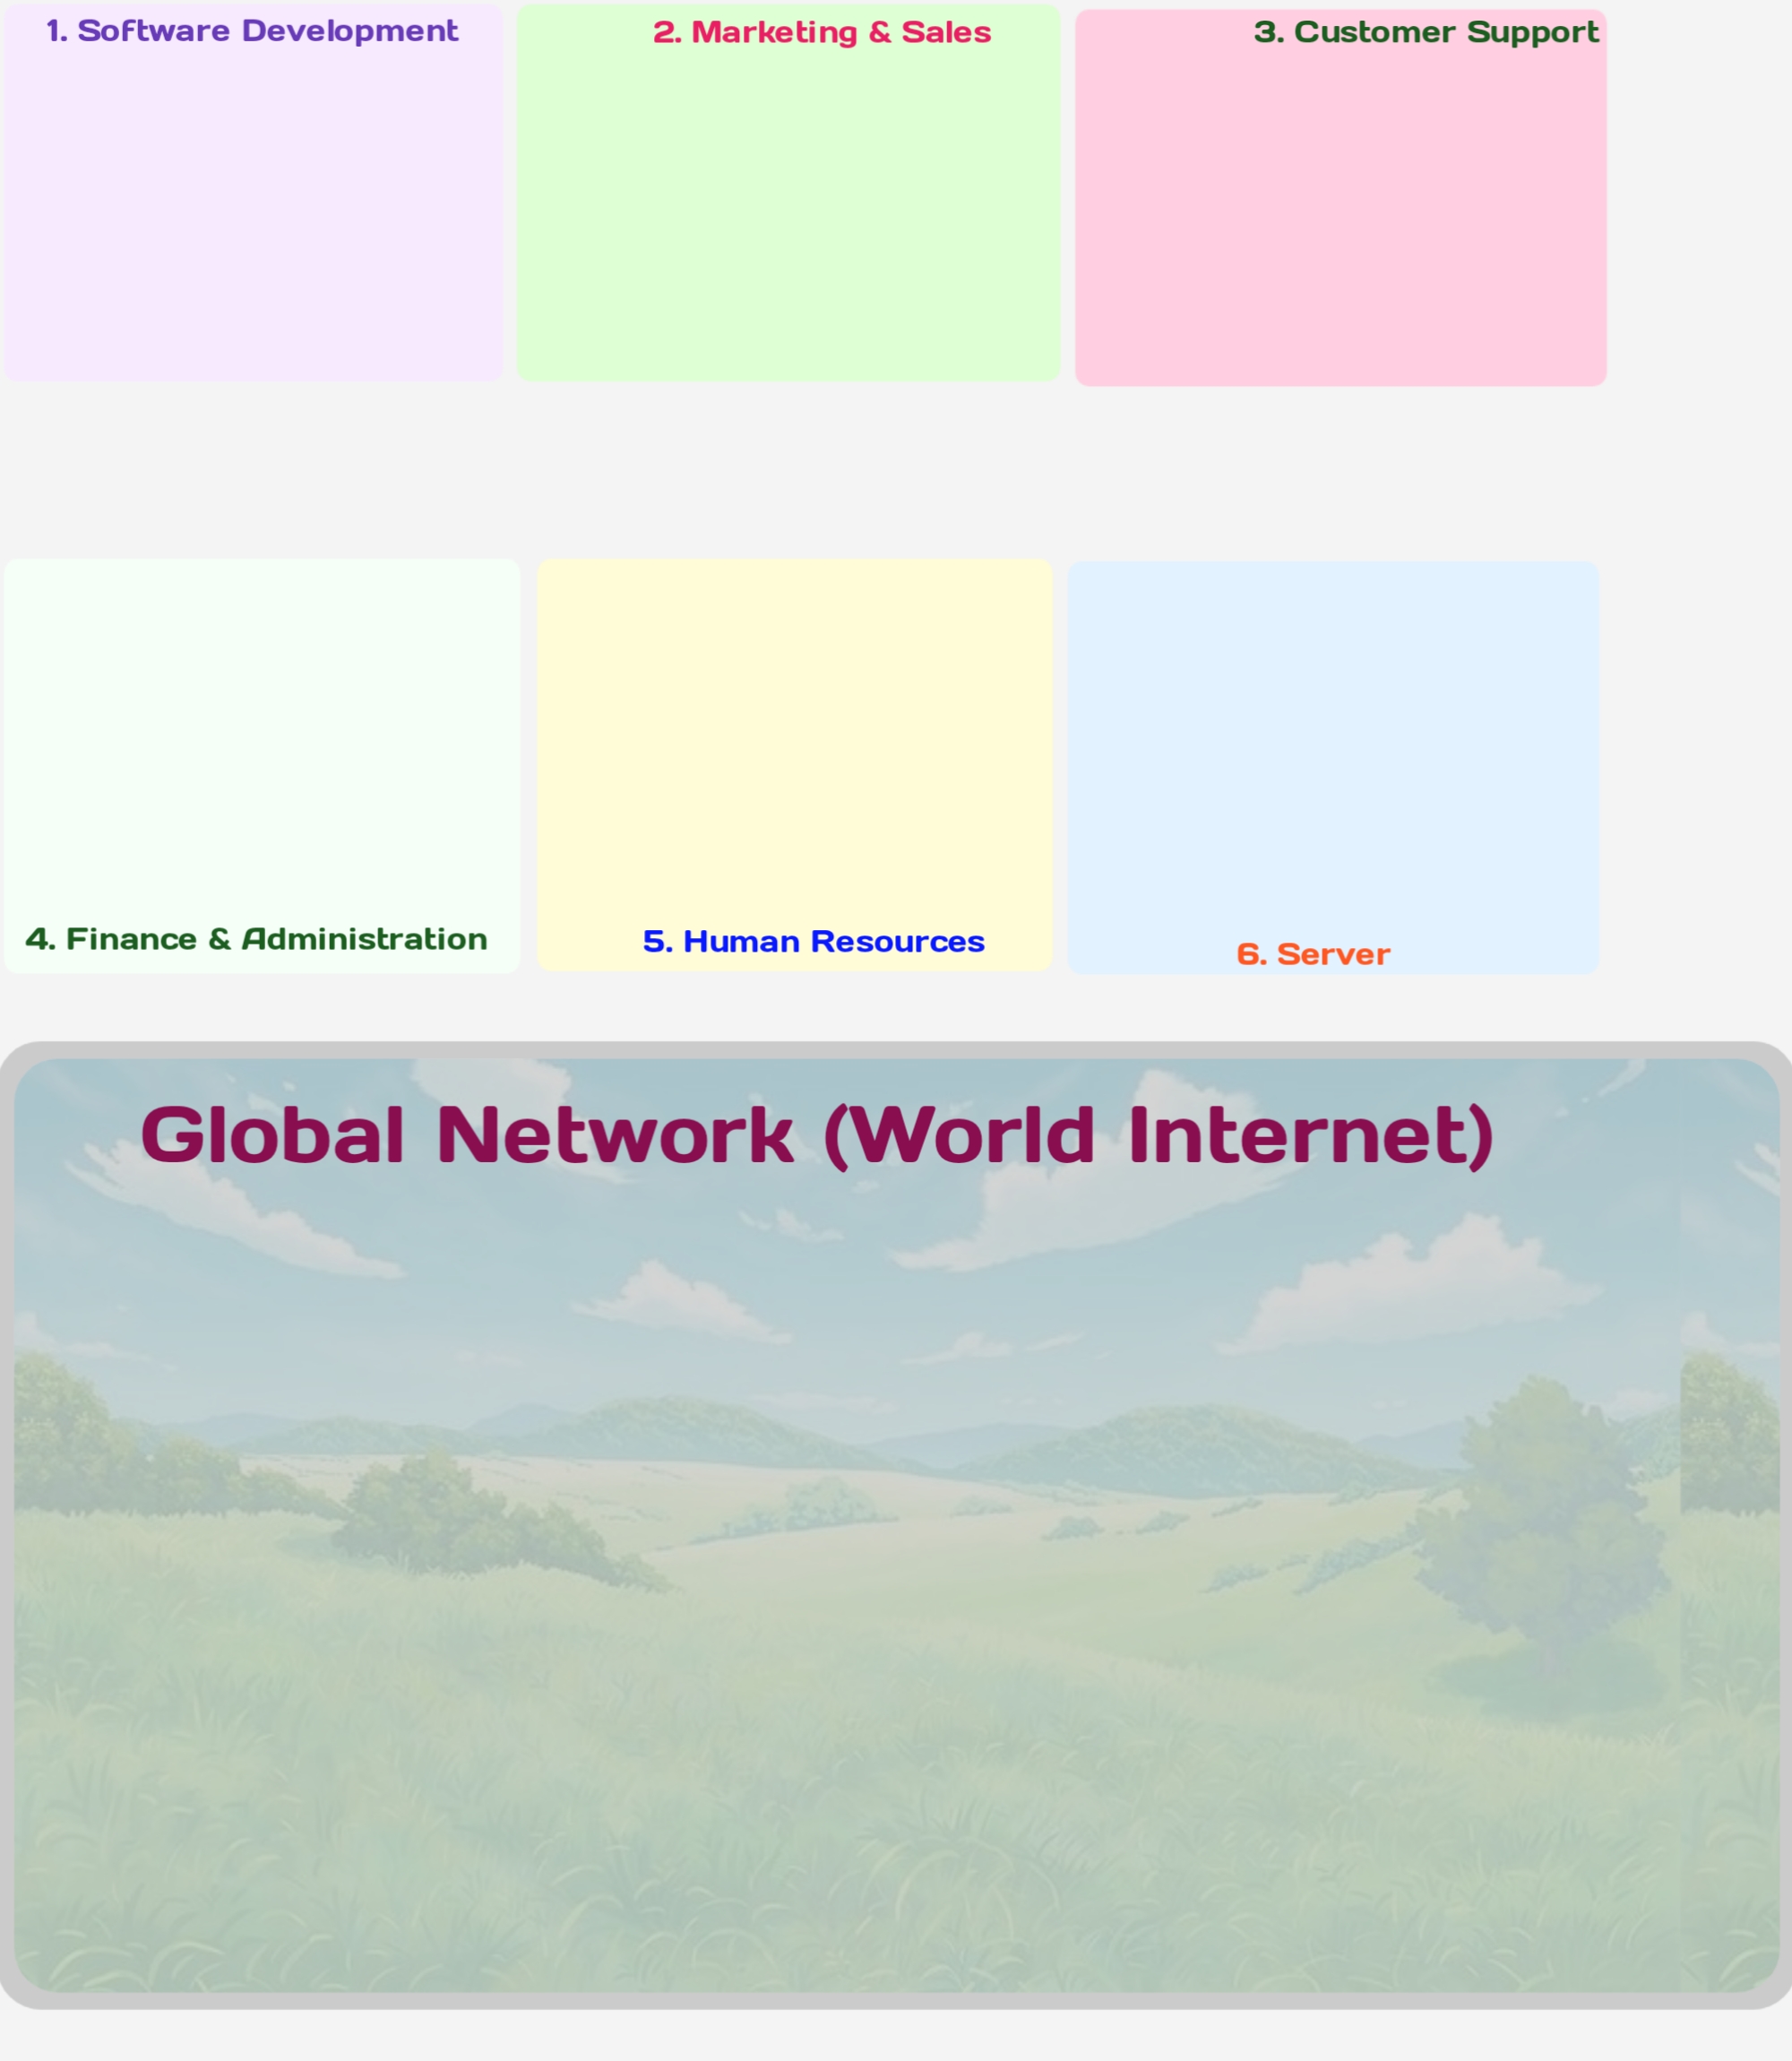 1. Software Development
2. Marketing & Sales
3. Customer Support
4. Finance & Administration
5. Human Resources
6. Server
Global Network (World Internet)